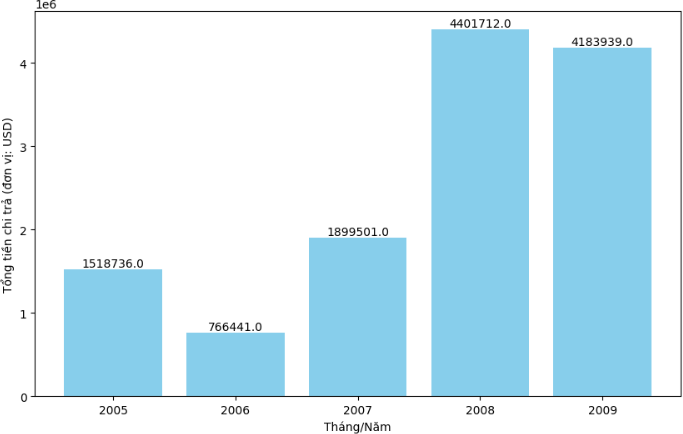 1e6
4401712.0
4183939.0
4
3
2
1899501.0
1518736.0
1
766441.0
0
Tổng tiền chi trả (đơn vị: USD)
2005 2006 2007 2008 2009
Tháng/Năm